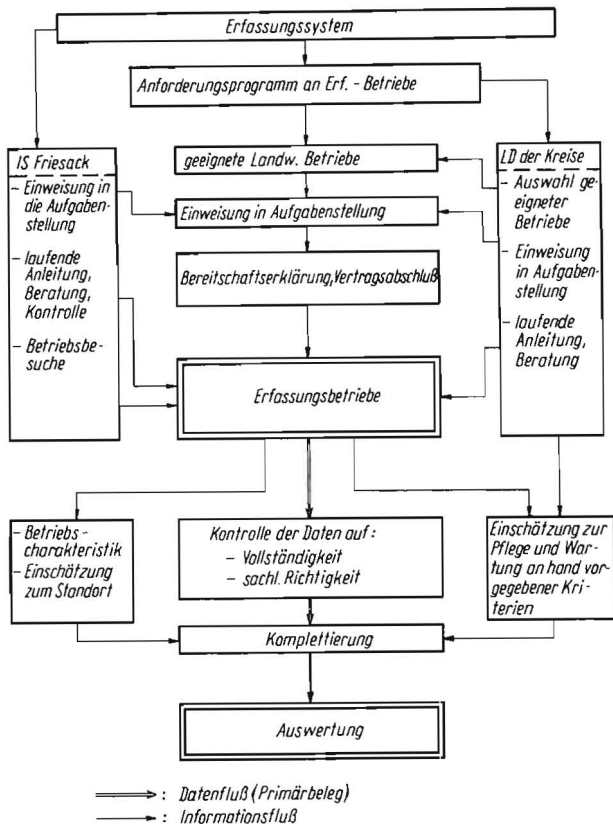 Erfassungssystem
Anforderungsprogramm an Erf. - Betriebe
IS Friesack
– Einweisung in
die Aufgaben-
stellung
– laufende
Anleitung,
Beratung,
Kontrolle
– Betriebsbe-
suche
geeignete Landw. Betriebe
Einweisung in Aufgabenstellung
Bereitschaftserklärung, Vertragsabschluß
Erfassungsbetriebe
LD der Kreise
– Auswahl ge-
eigneter
Betriebe
– Einweisung
in Aufgaben-
stellung
– laufende
Anleitung,
Beratung
– Betriebs-
charakteristik
– Einschätzung
zum Standort
Kontrolle der Daten auf :
– Vollständigkeit
– sachl. Richtigkeit
Einschätzung zur
Pflege und War-
tung an hand vor-
gegebener Kri-
terien
Komplettierung
Auswertung
: Datenfluß (Primärbeleg)
: Informationsfluß